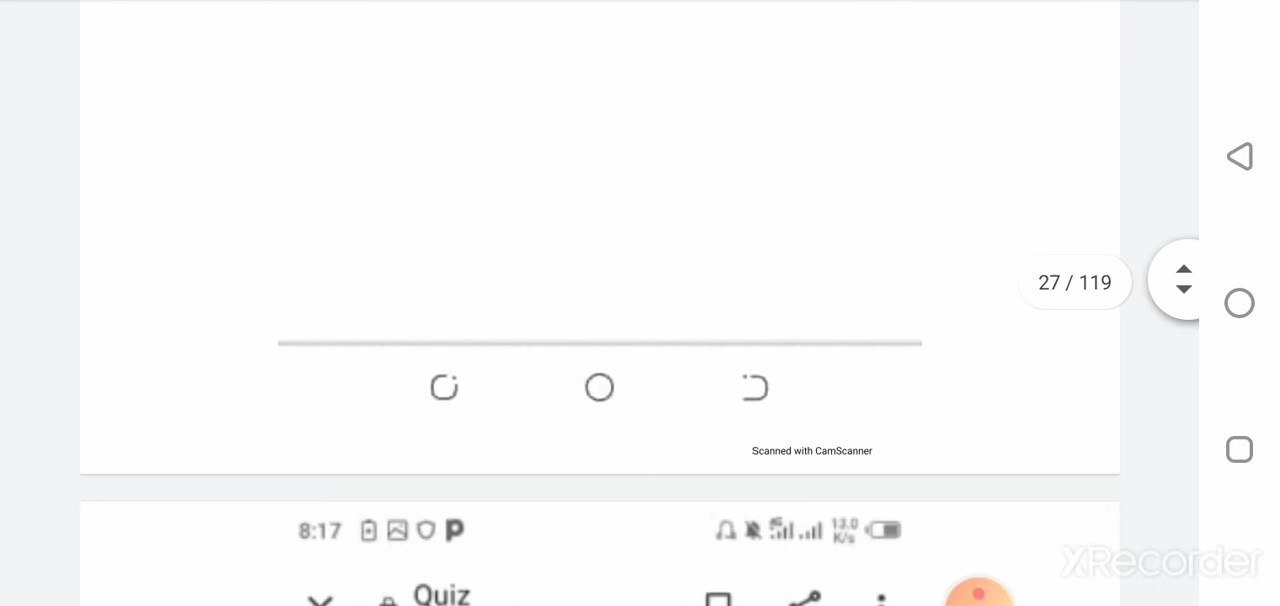 27 / 119
Scanned with CamScanner
8:17 P 13.0
K/s
Quiz
XRecorder